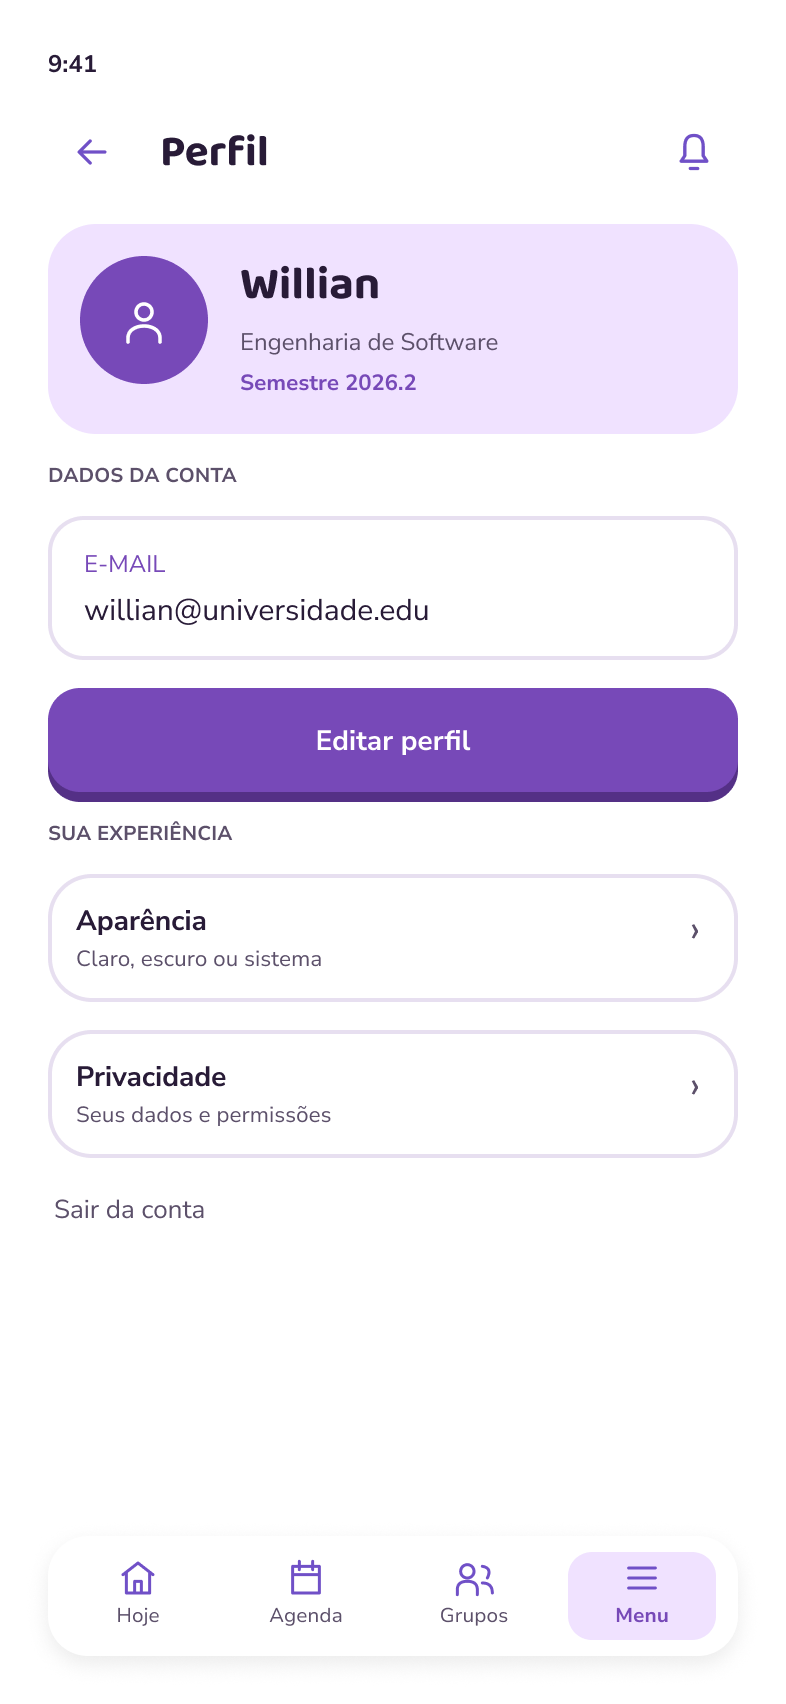 9:41
Perfil
Willian
Engenharia de Software
Semestre 2026.2
DADOS DA CONTA
E-MAIL
willian@universidade.edu
Editar perfil
SUA EXPERIÊNCIA
Aparência
Claro, escuro ou sistema
Privacidade
Seus dados e permissões
Sair da conta
Hoje
Agenda
Grupos
Menu